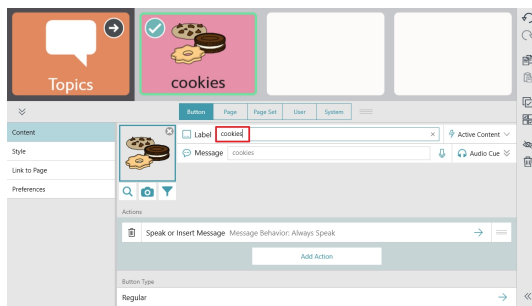 Topics
cookies
Button Page Page Set User System
Content
Label cookies Active Content
Style
Message cookies Audio Cue
Link to Page
Preferences
Actions
Speak or Insert Message Message Behavior: Always Speak
Add Action
Button Type
Regular